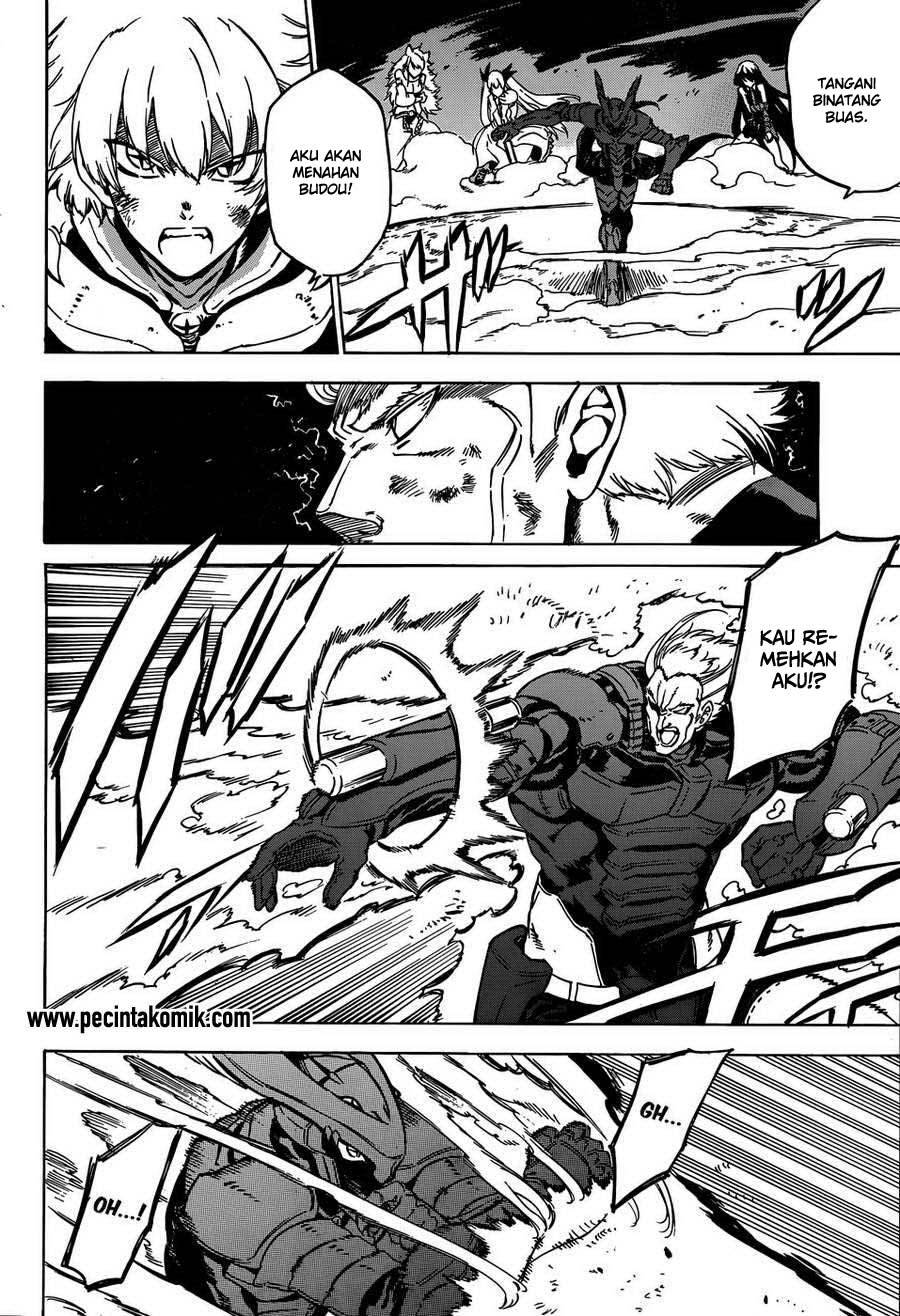 TANGANI
BINATANG
BUAS.
AKU AKAN
MENAHAN
BUDOU!
KAU RE-
MEHKAN
AKU!?
www.pecintakomik.com
GH...
OH...!